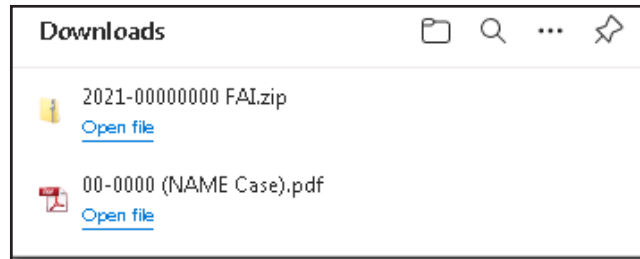 Downloads
2021-00000000 FAI.zip
Open file
00-0000 (NAME Case).pdf
Open file